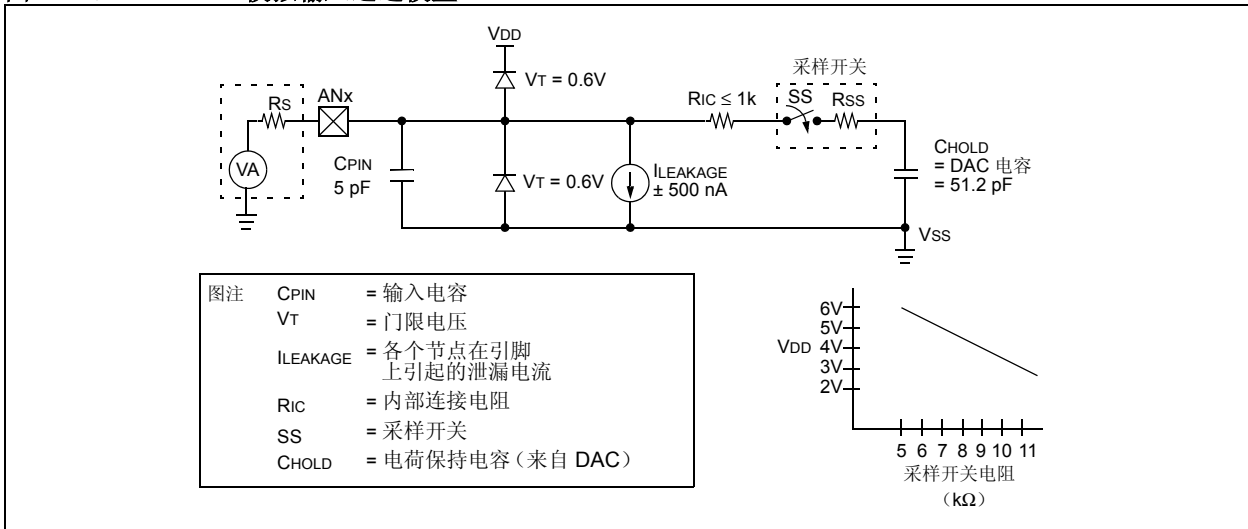 VDD
VT = 0.6V
采样开关
RS
ANx
RIC ≤ 1k
SS
RSS
VA
CPIN
5 pF
VT = 0.6V
ILEAKAGE
± 500 nA
CHOLD
= DAC 电容
= 51.2 pF
VSS
图注
CPIN = 输入电容
VT = 门限电压
ILEAKAGE = 各个节点在引脚
上引起的泄漏电流
RIC = 内部连接电阻
SS = 采样开关
CHOLD = 电荷保持电容（来自 DAC）
6V
5V
VDD 4V
3V
2V
5 6 7 8 9 10 11
采样开关电阻
（kΩ）